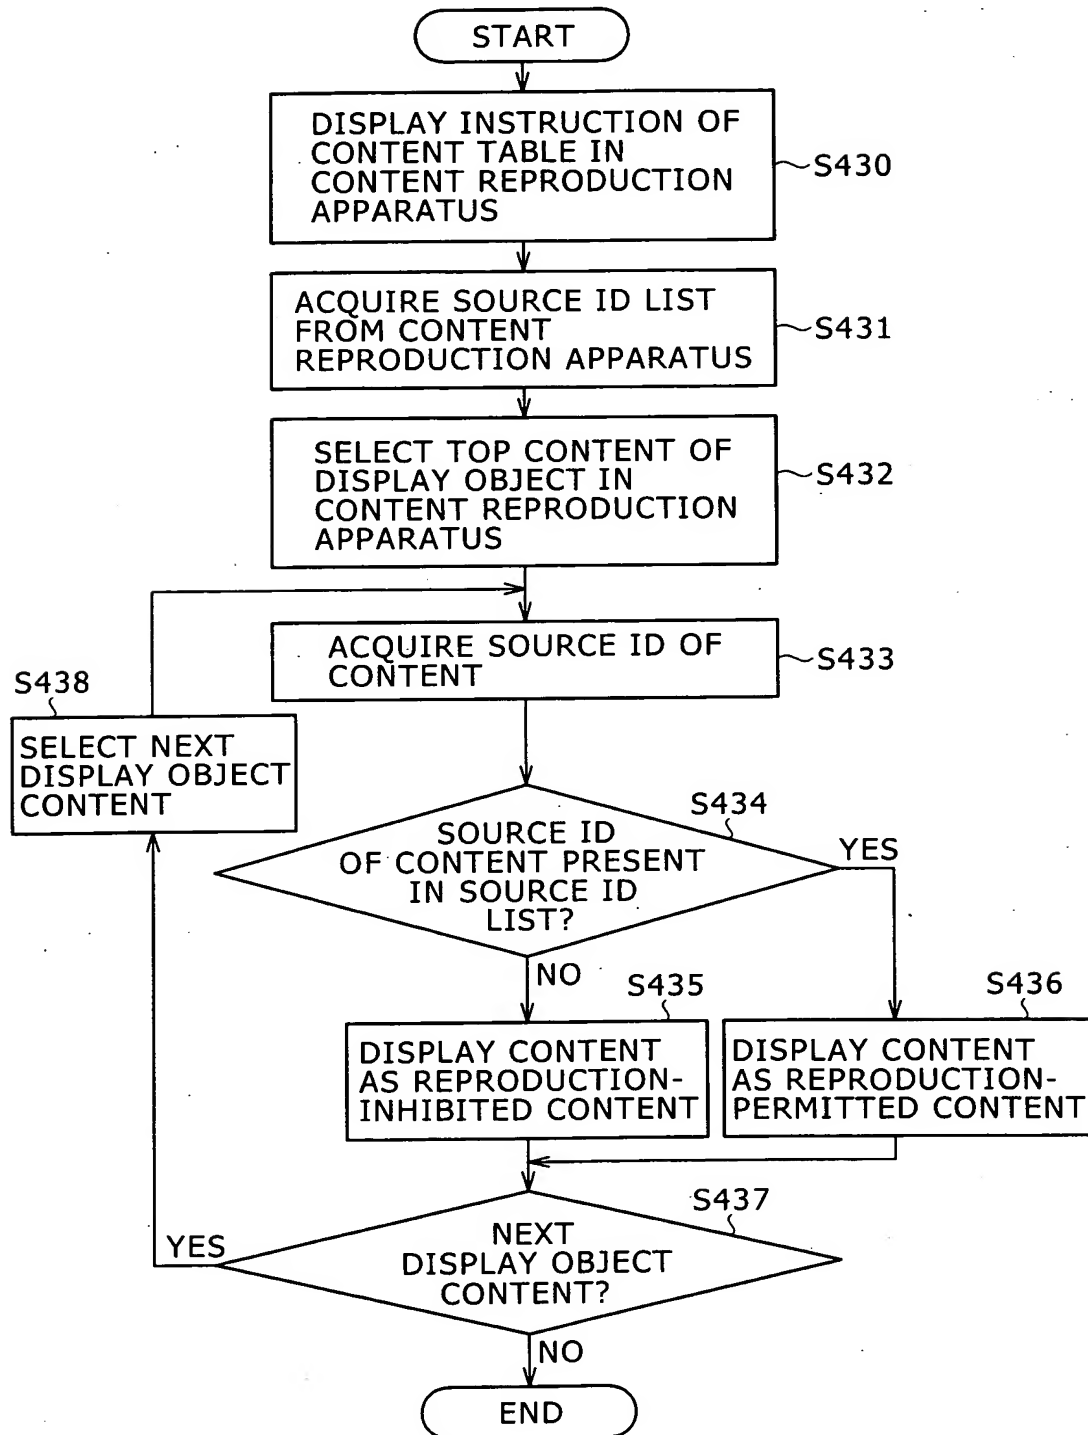 START
DISPLAY INSTRUCTION OF
CONTENT TABLE IN
CONTENT REPRODUCTION
APPARATUS
S430
ACQUIRE SOURCE ID LIST
FROM CONTENT
REPRODUCTION APPARATUS
S431
SELECT TOP CONTENT OF
DISPLAY OBJECT IN
CONTENT REPRODUCTION
APPARATUS
S432
ACQUIRE SOURCE ID OF
CONTENT
S433
S438
SELECT NEXT
DISPLAY OBJECT
CONTENT
S434
SOURCE ID
OF CONTENT PRESENT
IN SOURCE ID
LIST?
YES
NO
S435
DISPLAY CONTENT
AS REPRODUCTION-
INHIBITED CONTENT
S436
DISPLAY CONTENT
AS REPRODUCTION-
PERMITTED CONTENT
S437
NEXT
DISPLAY OBJECT
CONTENT?
YES
NO
END